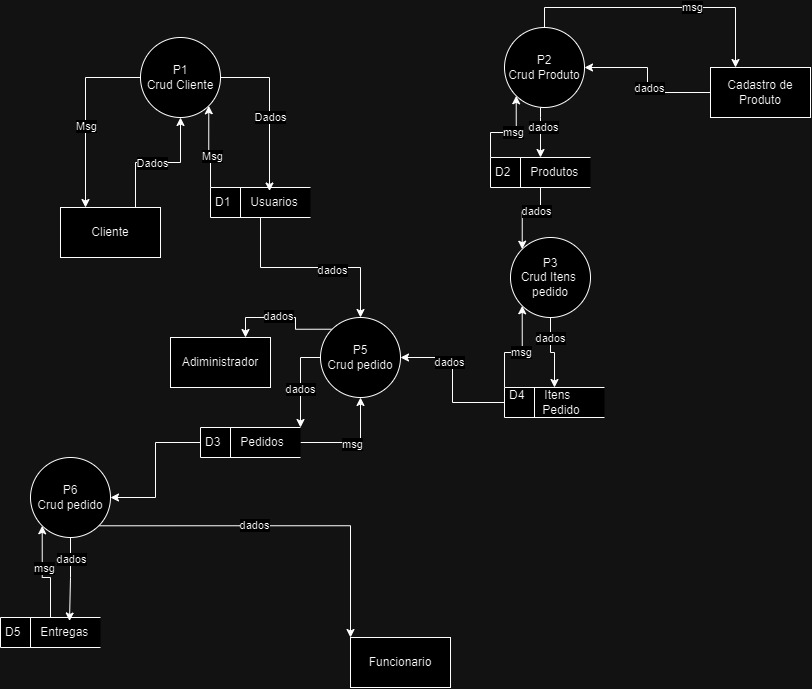 msg
P2
Crud Produto
Cadastro de
Produto
dados
P1
Crud Cliente
Msg
Dados
Msg
Dados
msg
dados
D2
Produtos
D1
Usuarios
Cliente
dados
P3
Crud Itens
pedido
dados
dados
P5
Crud pedido
Adiministrador
dados
msg
dados
dados
D4
Itens
Pedido
D3
Pedidos
msg
P6
Crud pedido
dados
msg
dados
D5
Entregas
Funcionario